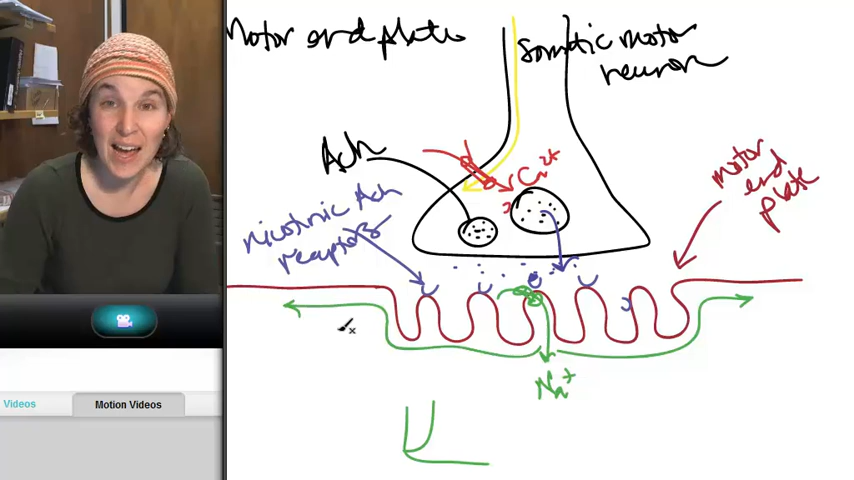 Motor end plate
Somatic motor
neuron
Ach
Ca2+
motor
end
plate
nicotinic Ach
receptors
Na+
Videos
Motion Videos